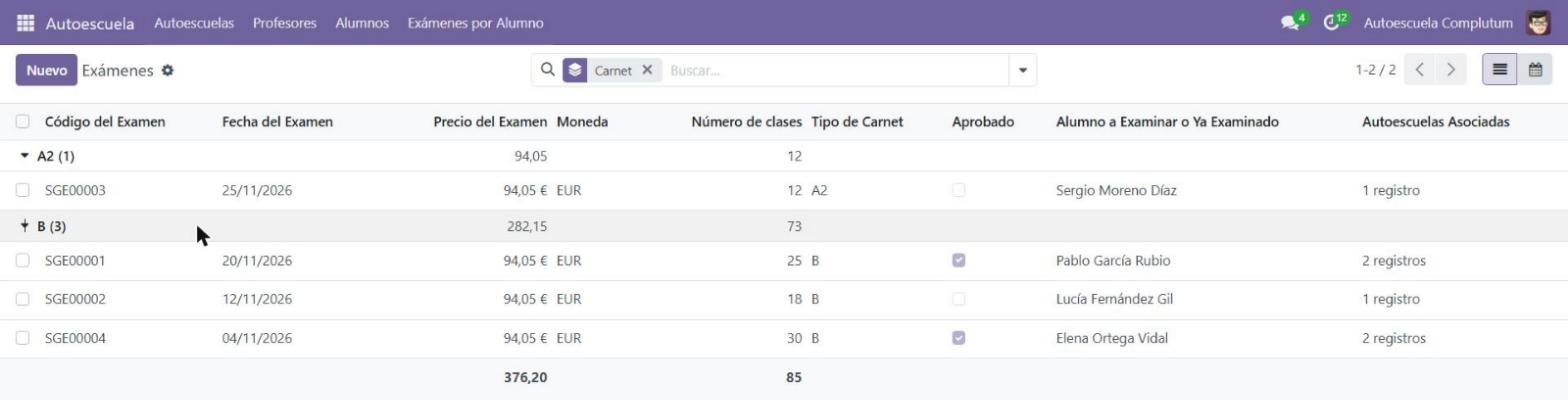 Autoescuela Autoescuelas Profesores Alumnos Exámenes por Alumno 4 12 Autoescuela Complutum
Nuevo Exámenes Carnet Buscar... 1-2 / 2
Código del Examen Fecha del Examen Precio del Examen Moneda Número de clases Tipo de Carnet Aprobado Alumno a Examinar o Ya Examinado Autoescuelas Asociadas
A2 (1) 94,05 12
SGE00003 25/11/2026 94,05 € EUR 12 A2 Sergio Moreno Díaz 1 registro
B (3) 282,15 73
SGE00001 20/11/2026 94,05 € EUR 25 B Pablo García Rubio 2 registros
SGE00002 12/11/2026 94,05 € EUR 18 B Lucía Fernández Gil 1 registro
SGE00004 04/11/2026 94,05 € EUR 30 B Elena Ortega Vidal 2 registros
376,20 85